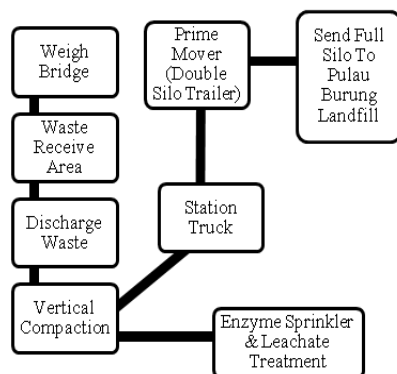 Weigh
Bridge
Waste
Receive
Area
Discharge
Waste
Vertical
Compaction
Station
Truck
Prime
Mover
(Double
Silo Trailer)
Send Full
Silo To
Pulau
Burung
Landfill
Enzyme Sprinkler
& Leachate
Treatment